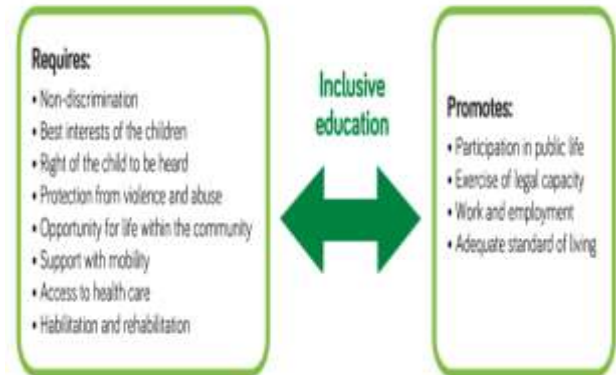 Requires:
• Non-discrimination
• Best interests of the children
• Right of the child to be heard
• Protection from violence and abuse
• Opportunity for life within the community
• Support with mobility
• Access to health care
• Habilitation and rehabilitation
Inclusive
education
Promotes:
• Participation in public life
• Exercise of legal capacity
• Work and employment
• Adequate standard of living